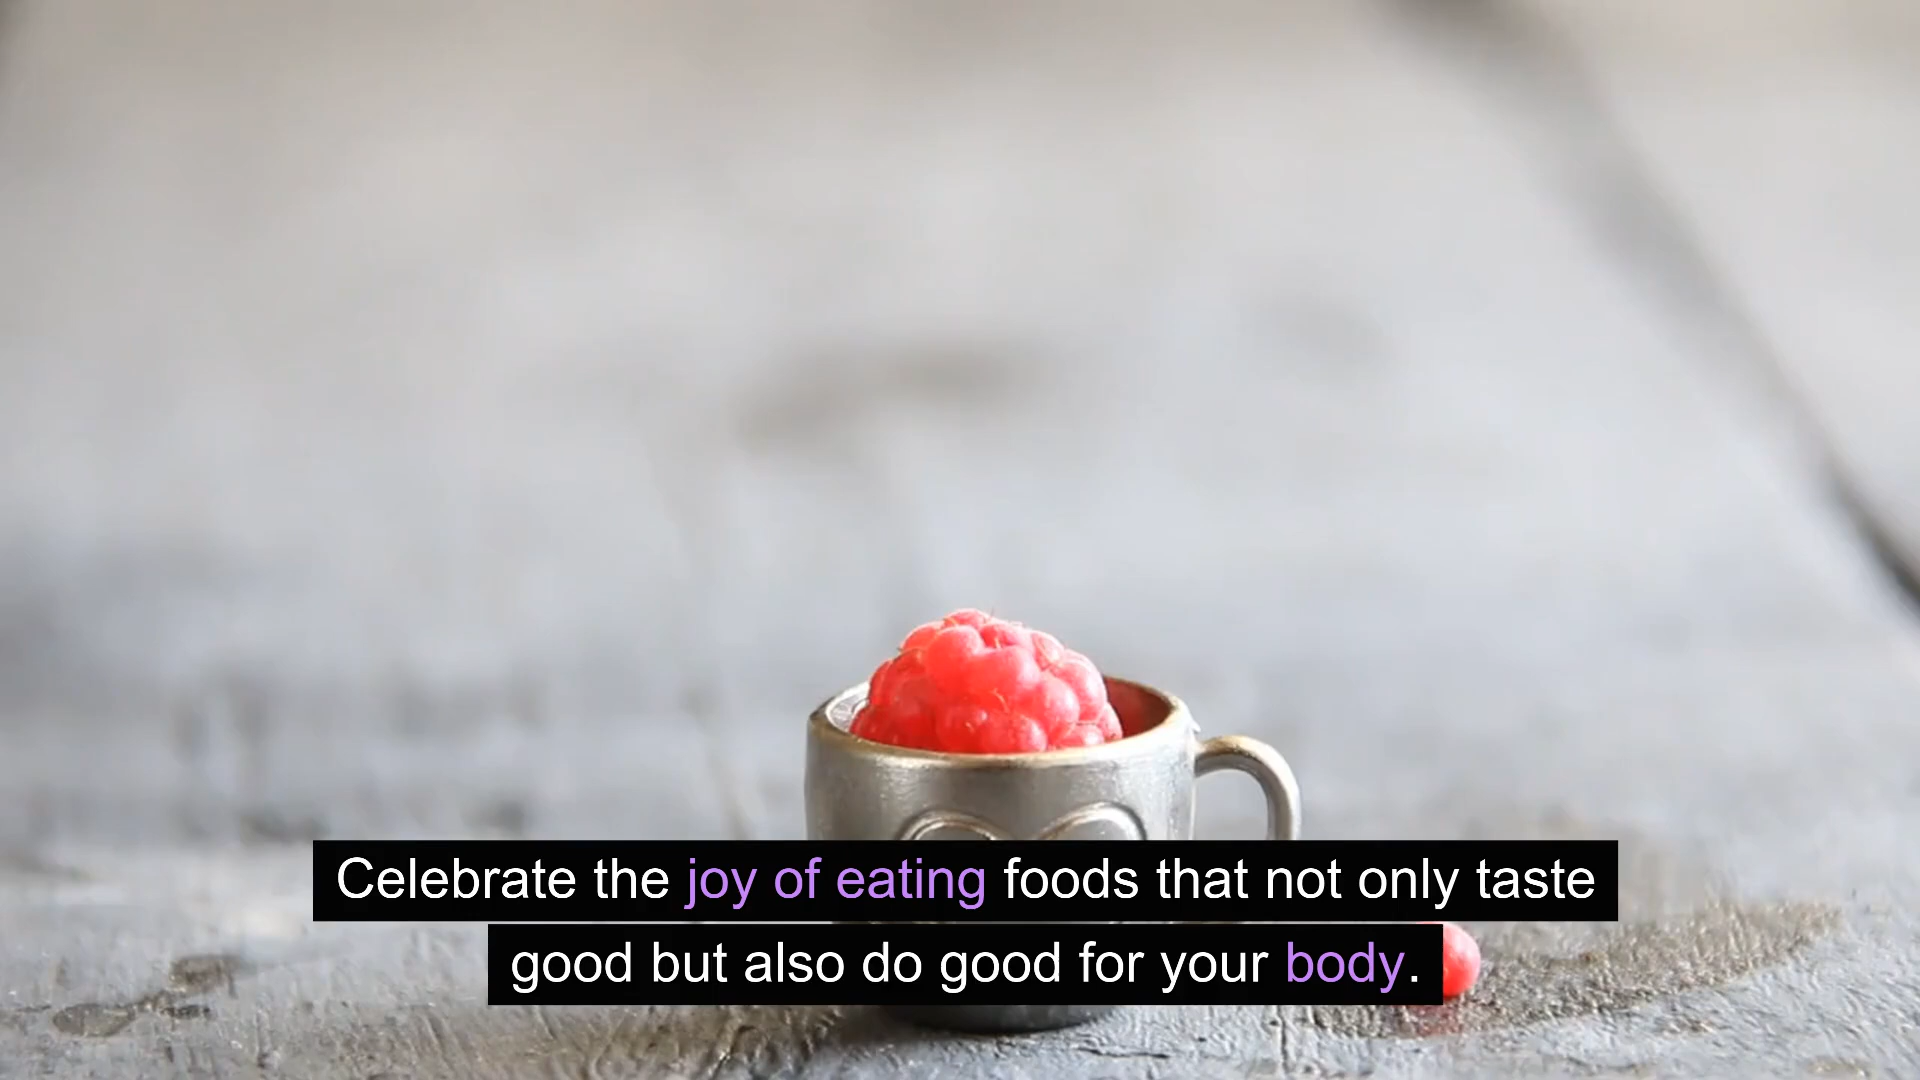 Celebrate the joy of eating foods that not only taste
good but also do good for your body.